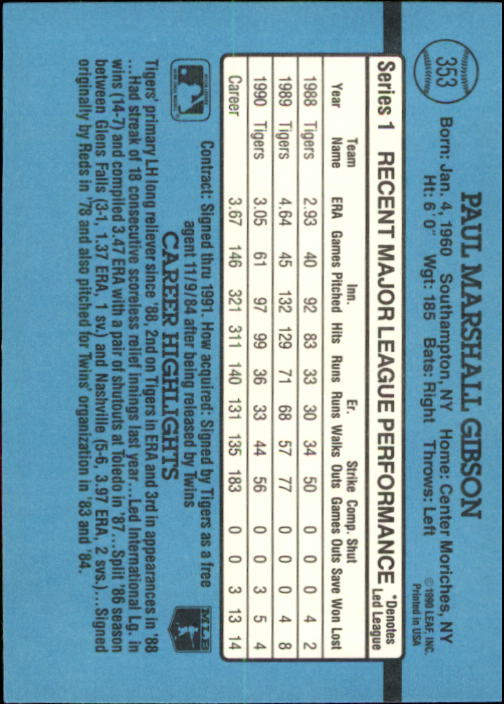 353
PAUL MARSHALL GIBSON
Born: Jan. 4, 1960 Southampton, NY Home: Center Moriches, NY
Ht: 6' 0" Wgt: 185 Bats: Right Throws: Left
©1990 LEAF, INC.
Printed in USA
Series 1 RECENT MAJOR LEAGUE PERFORMANCE *Denotes Led League
Team Inn. Er. Strike Comp. Shut
Year Name ERA Games Pitched Hits Runs Runs Walks Outs Games Outs Save Won Lost
1988 Tigers 2.93 40 92 83 33 30 34 50 0 0 0 4 2
1989 Tigers 4.64 45 132 129 71 68 57 77 0 0 0 4 8
1990 Tigers 3.05 61 97 99 36 33 44 56 0 0 3 5 4
Career 3.67 146 321 311 140 131 135 183 0 0 3 13 14
Contract: Signed thru 1991. How acquired: Signed by Tigers as a free
agent 11/9/84 after being released by Twins
MLB
CAREER HIGHLIGHTS
Tigers' primary LH long reliever since '88, 2nd on Tigers in ERA and 3rd in appearances in '88
...Had streak of 18 consecutive scoreless relief innings last year...Led International Lg. in
wins (14-7) and compiled 3.47 ERA with a pair of shutouts at Toledo in '87...Split '86 season
between Glens Falls (3-1, 1.37 ERA, 1 sv.) and Nashville (5-6, 3.97 ERA, 2 svs.)...Signed
originally by Reds in '78 and also pitched for Twins' organization in '83 and '84.